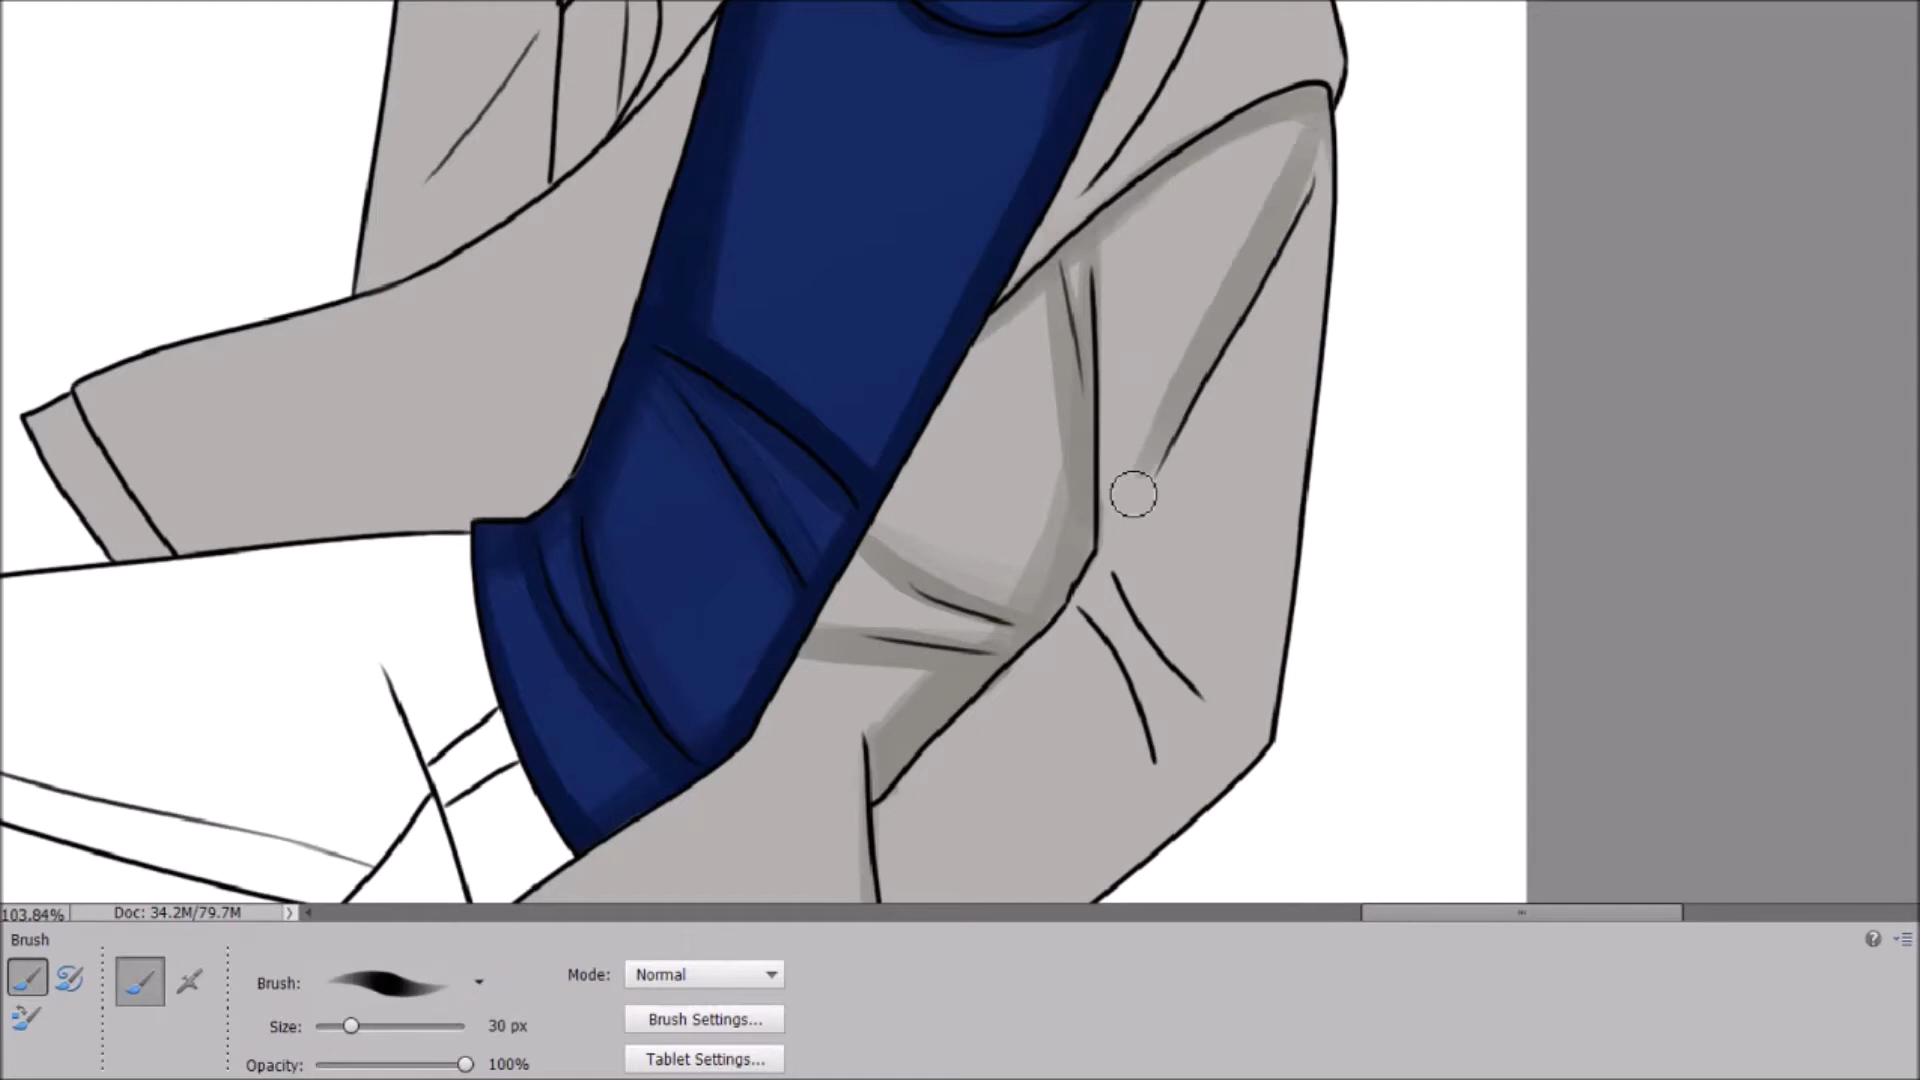 103.84% Doc: 34.2M/79.7M
Brush
Brush:
Mode: Normal
Brush Settings...
Size: 30 px
Tablet Settings...
Opacity: 100%